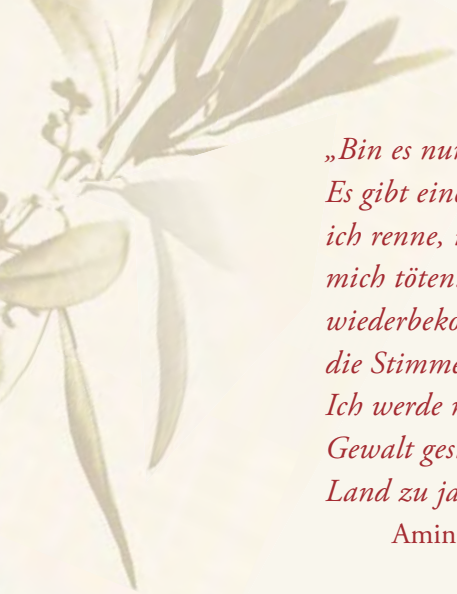 „Bin es nur
Es gibt eine
ich renne,
mich töten.
wiederbeko
die Stimme
Ich werde
Gewalt ges
Land zu ja
Amin